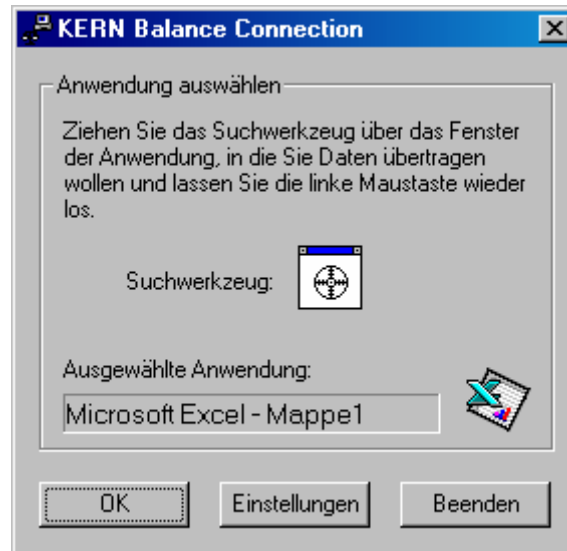 KERN Balance Connection
Anwendung auswählen
Ziehen Sie das Suchwerkzeug über das Fenster
der Anwendung, in die Sie Daten übertragen
wollen und lassen Sie die linke Maustaste wieder
los.
Suchwerkzeug:
Ausgewählte Anwendung:
Microsoft Excel - Mappe1
OK Einstellungen Beenden